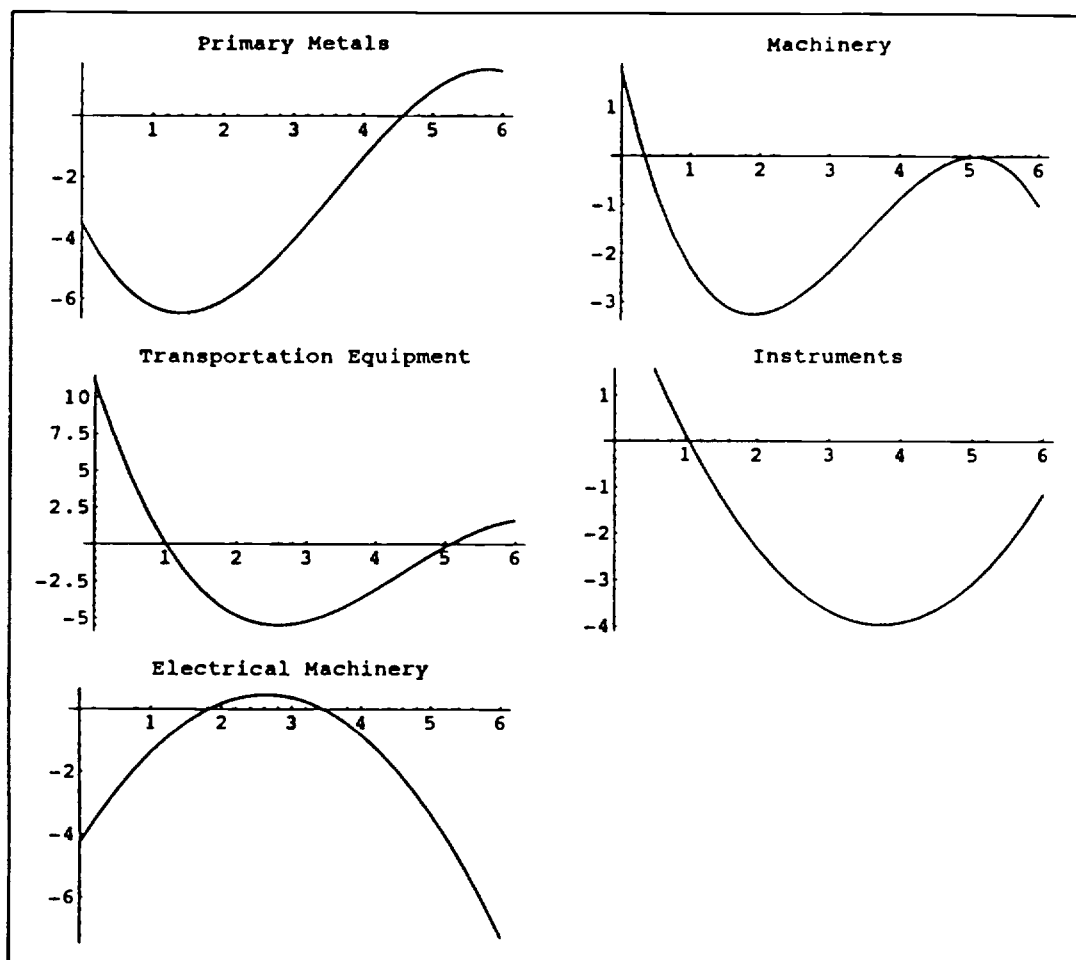 Primary Metals
1 2 3 4 5 6
-2
-4
-6
Machinery
1
1 2 3 4 5 6
-1
-2
-3
Transportation Equipment
10
7.5
5
2.5
1 2 3 4 5 6
-2.5
-5
Instruments
1
1 2 3 4 5 6
-1
-2
-3
-4
Electrical Machinery
1 2 3 4 5 6
-2
-4
-6